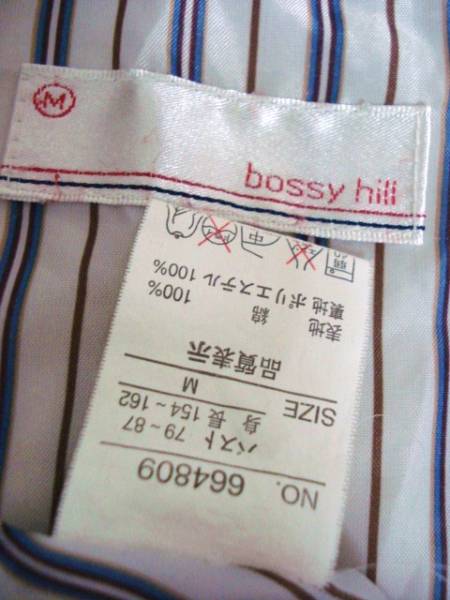 M
bossy hill
NO. 664809
バスト 79~87
身長 154~162
SIZE M
品質表示
表地 綿 100%
裏地 ポリエステル 100%
中